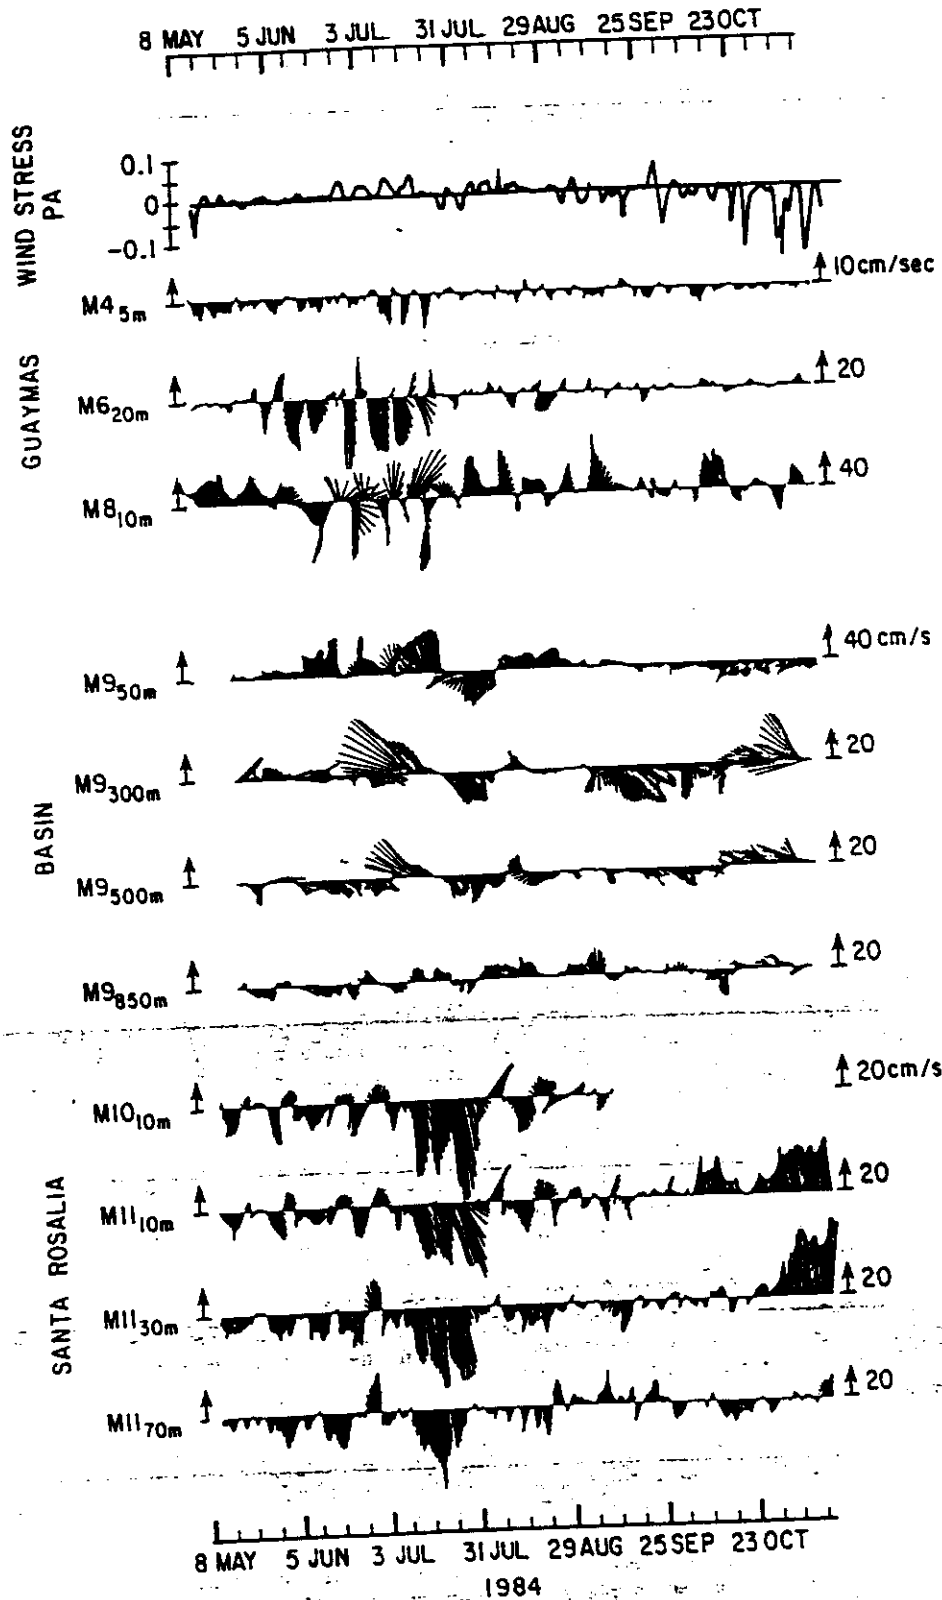 8 MAY 5 JUN 3 JUL 31 JUL 29 AUG 25 SEP 23 OCT
WIND STRESS
PA
0.1
0
-0.1
GUAYMAS
M4 5m 10 cm/sec
M6 20m 20
M8 10m 40
BASIN
M9 50m 40 cm/s
M9 300m 20
M9 500m 20
M9 850m 20
SANTA ROSALIA
M10 10m 20 cm/s
M11 10m 20
M11 30m 20
M11 70m 20
8 MAY 5 JUN 3 JUL 31 JUL 29 AUG 25 SEP 23 OCT
1984